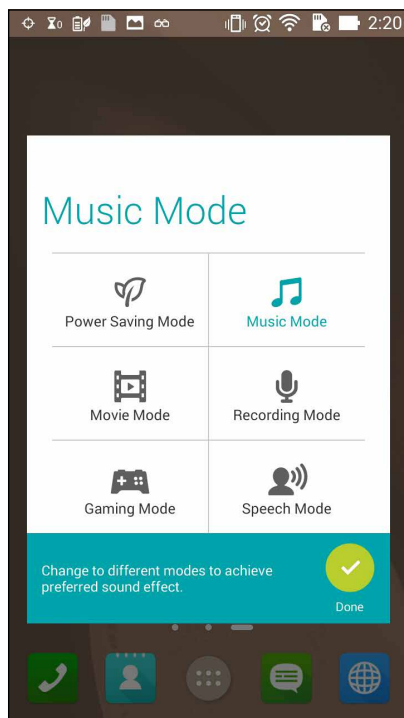 0
2:20
Music Mode
Power Saving Mode
Music Mode
Movie Mode
Recording Mode
Gaming Mode
Speech Mode
Change to different modes to achieve
preferred sound effect.
Done